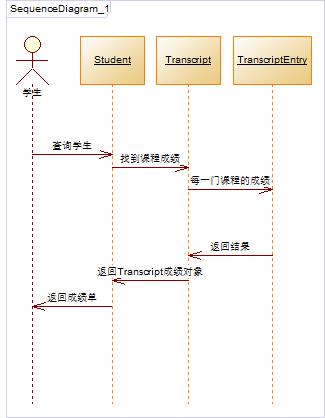 SequenceDiagram_1
Student
Transcript
TranscriptEntry
学生
查询学生
找到课程成绩
每一门课程的成绩
返回结果
返回Transcript成绩对象
返回成绩单